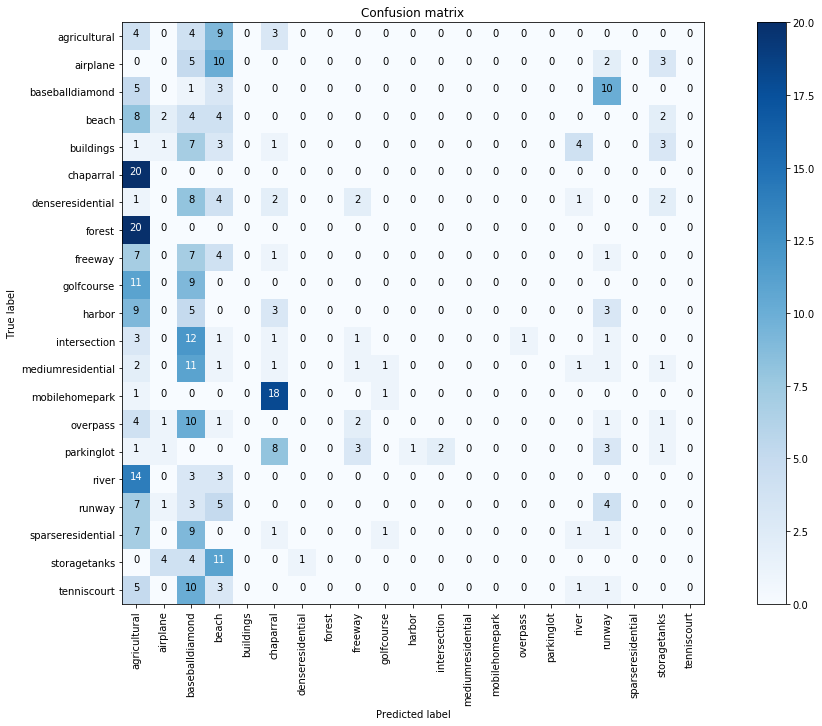 Confusion matrix
True label
agricultural 4 0 4 9 0 3 0 0 0 0 0 0 0 0 0 0 0 0 0 0 0
airplane 0 0 5 10 0 0 0 0 0 0 0 0 0 0 0 0 0 2 0 3 0
baseballdiamond 5 0 1 3 0 0 0 0 0 0 0 0 0 0 0 0 0 10 0 0 0
beach 8 2 4 4 0 0 0 0 0 0 0 0 0 0 0 0 0 0 0 2 0
buildings 1 1 7 3 0 1 0 0 0 0 0 0 0 0 0 0 4 0 0 3 0
chaparral 20 0 0 0 0 0 0 0 0 0 0 0 0 0 0 0 0 0 0 0 0
denseresidential 1 0 8 4 0 2 0 0 2 0 0 0 0 0 0 0 1 0 0 2 0
forest 20 0 0 0 0 0 0 0 0 0 0 0 0 0 0 0 0 0 0 0 0
freeway 7 0 7 4 0 1 0 0 0 0 0 0 0 0 0 0 0 1 0 0 0
golfcourse 11 0 9 0 0 0 0 0 0 0 0 0 0 0 0 0 0 0 0 0 0
harbor 9 0 5 0 0 3 0 0 0 0 0 0 0 0 0 0 0 3 0 0 0
intersection 3 0 12 1 0 1 0 0 1 0 0 0 0 0 1 0 0 1 0 0 0
mediumresidential 2 0 11 1 0 1 0 0 1 1 0 0 0 0 0 0 1 1 0 1 0
mobilehomepark 1 0 0 0 0 18 0 0 0 1 0 0 0 0 0 0 0 0 0 0 0
overpass 4 1 10 1 0 0 0 0 2 0 0 0 0 0 0 0 0 1 0 1 0
parkinglot 1 1 0 0 0 8 0 0 3 0 1 2 0 0 0 0 0 3 0 1 0
river 14 0 3 3 0 0 0 0 0 0 0 0 0 0 0 0 0 0 0 0 0
runway 7 1 3 5 0 0 0 0 0 0 0 0 0 0 0 0 0 4 0 0 0
sparseresidential 7 0 9 0 0 1 0 0 0 1 0 0 0 0 0 0 1 1 0 0 0
storagetanks 0 4 4 11 0 0 1 0 0 0 0 0 0 0 0 0 0 0 0 0 0
tenniscourt 5 0 10 3 0 0 0 0 0 0 0 0 0 0 0 0 1 1 0 0 0
agricultural
airplane
baseballdiamond
beach
buildings
chaparral
denseresidential
forest
freeway
golfcourse
harbor
intersection
mediumresidential
mobilehomepark
overpass
parkinglot
river
runway
sparseresidential
storagetanks
tenniscourt
Predicted label
20.0
17.5
15.0
12.5
10.0
7.5
5.0
2.5
0.0